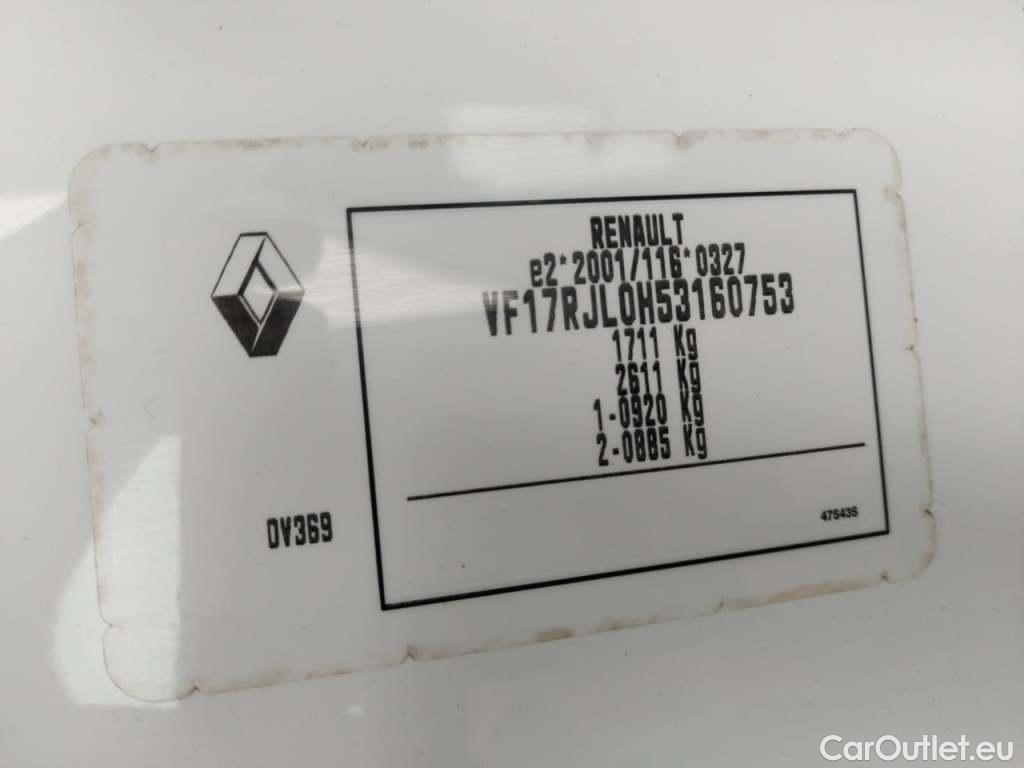 RENAULT
e2*2001/116*0327
VF17RJL0H53160753
1711 Kg
2611 Kg
1-0920 Kg
2-0885 Kg
475435
0V369
CarOutlet.eu